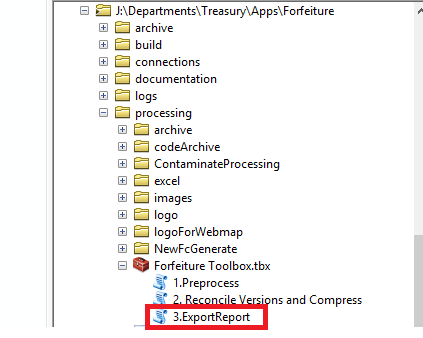 J:\Departments\Treasury\Apps\Forfeiture
archive
build
connections
documentation
logs
processing
archive
codeArchive
ContaminateProcessing
excel
images
logo
logoForWebmap
NewFcGenerate
Forfeiture Toolbox.tbx
1.Preprocess
2. Reconcile Versions and Compress
3.ExportReport